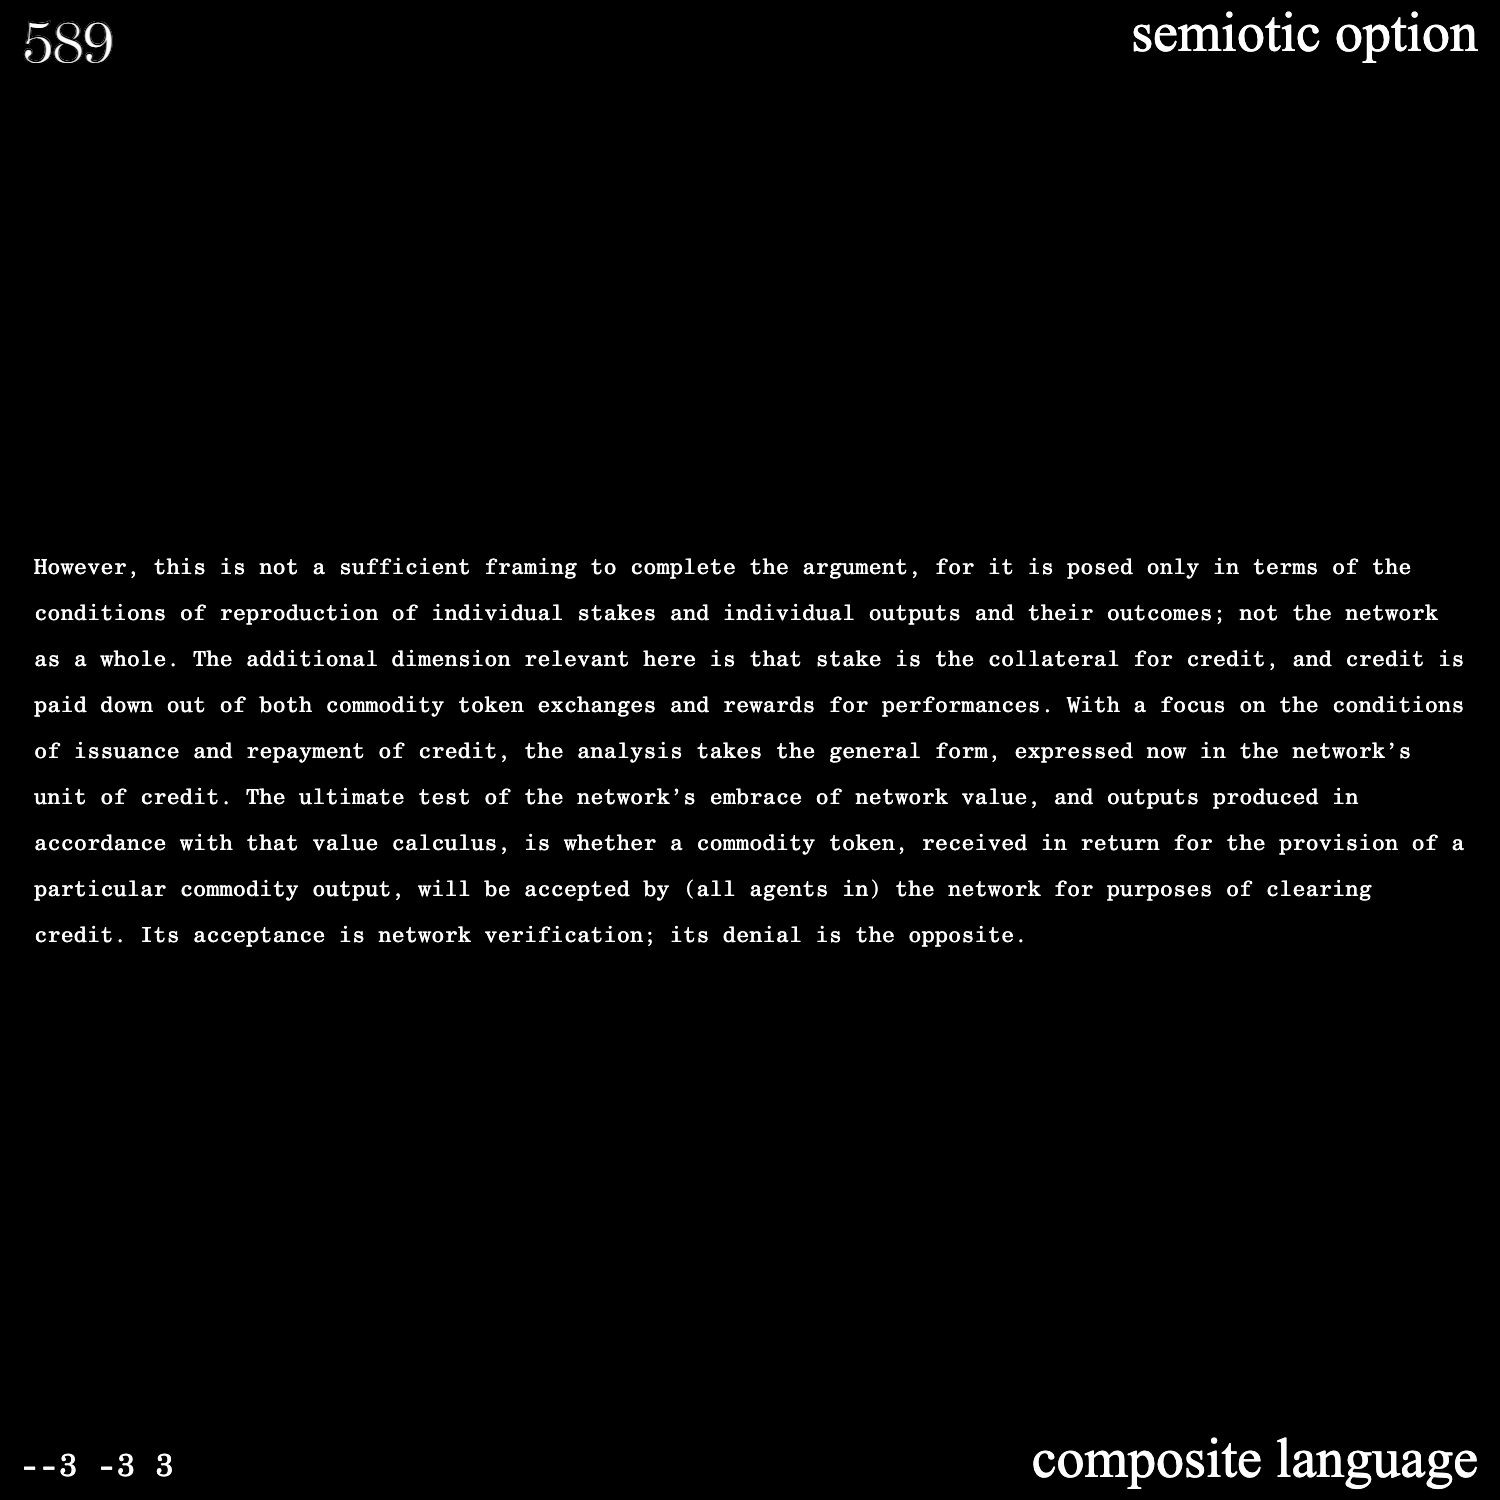 589
semiotic option
However, this is not a sufficient framing to complete the argument, for it is posed only in terms of the
conditions of reproduction of individual stakes and individual outputs and their outcomes; not the network
as a whole. The additional dimension relevant here is that stake is the collateral for credit, and credit is
paid down out of both commodity token exchanges and rewards for performances. With a focus on the conditions
of issuance and repayment of credit, the analysis takes the general form, expressed now in the network’s
unit of credit. The ultimate test of the network’s embrace of network value, and outputs produced in
accordance with that value calculus, is whether a commodity token, received in return for the provision of a
particular commodity output, will be accepted by (all agents in) the network for purposes of clearing
credit. Its acceptance is network verification; its denial is the opposite.
--3 -3 3
composite language